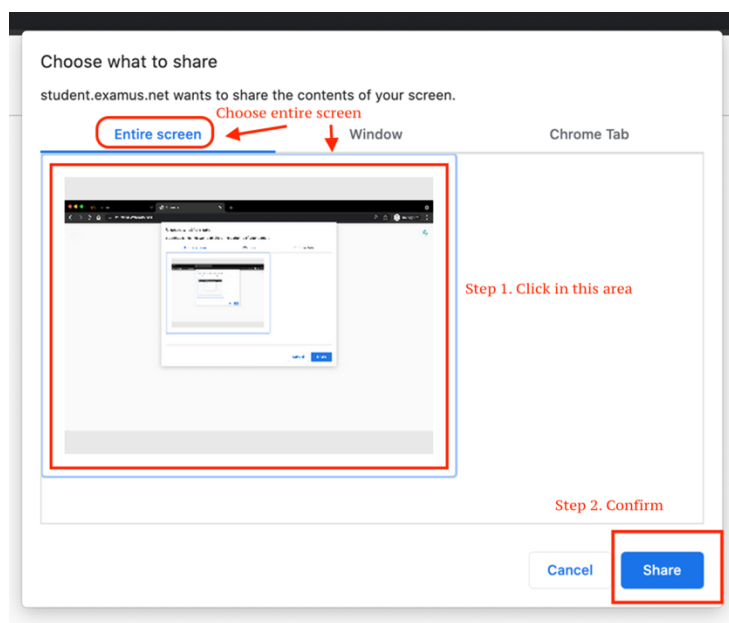 Choose what to share
student.examus.net wants to share the contents of your screen.
Choose entire screen
Entire screen
Window
Chrome Tab
Step 1. Click in this area
Step 2. Confirm
Cancel
Share